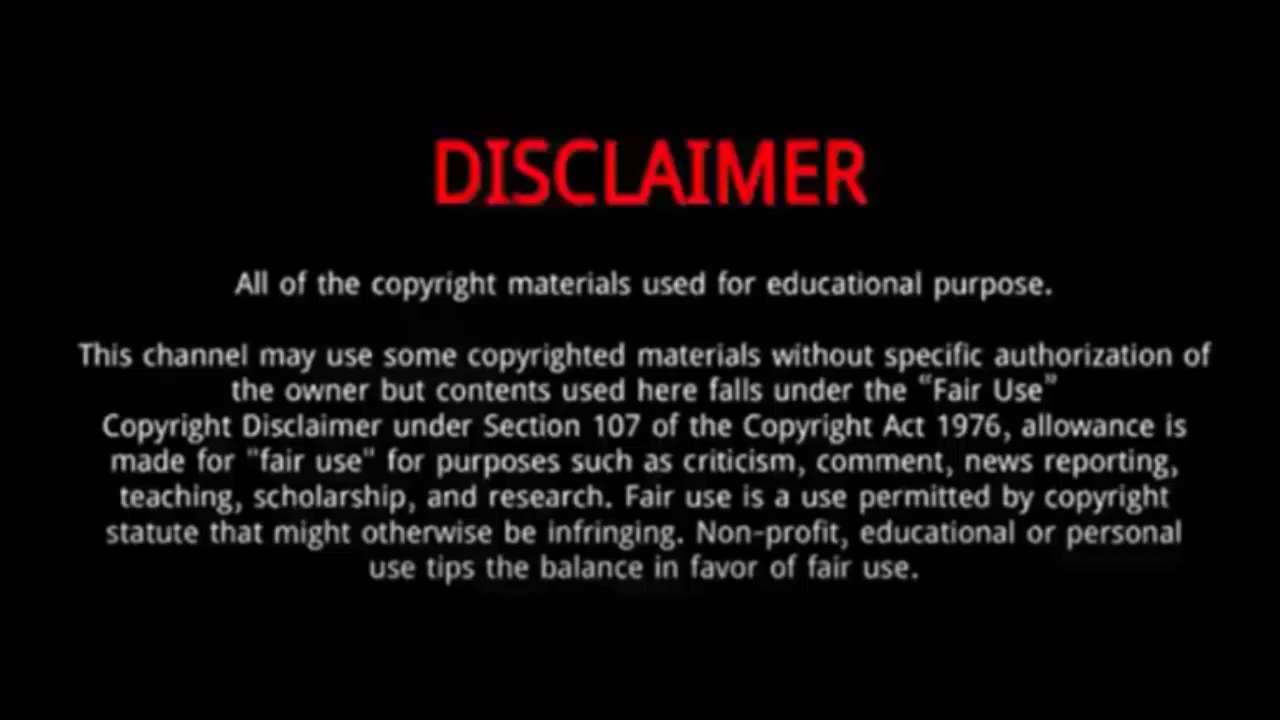 DISCLAIMER
All of the copyright materials used for educational purpose.
This channel may use some copyrighted materials without specific authorization of
the owner but contents used here falls under the “Fair Use”
Copyright Disclaimer under Section 107 of the Copyright Act 1976, allowance is
made for "fair use" for purposes such as criticism, comment, news reporting,
teaching, scholarship, and research. Fair use is a use permitted by copyright
statute that might otherwise be infringing. Non-profit, educational or personal
use tips the balance in favor of fair use.